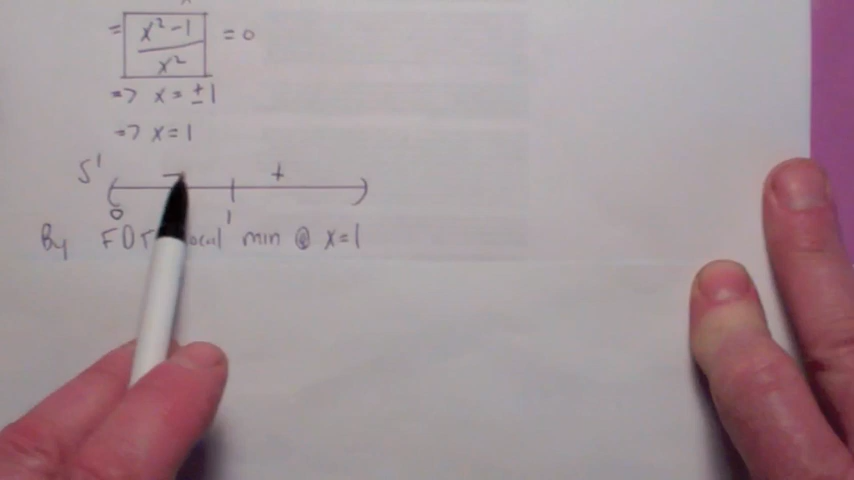 = x² - 1 / x² = 0
=> x = ± 1
=> x = 1
S' - +
0 1
By FDT local min @ x=1